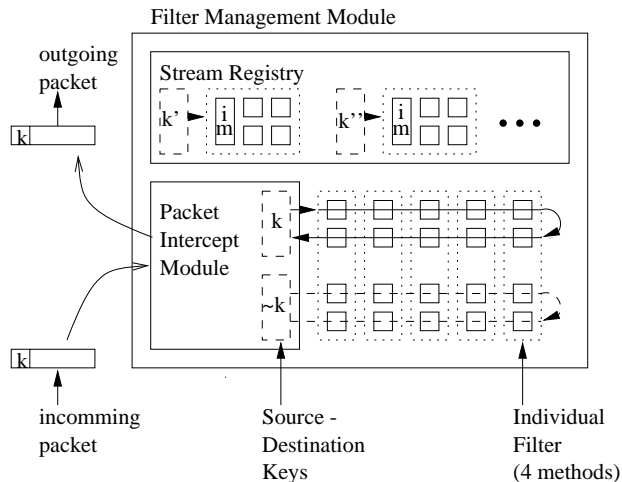 Filter Management Module
outgoing
packet
Stream Registry
k'
i
m
k''
i
m
k
Packet
Intercept
Module
k
~k
k
incomming
packet
Source -
Destination
Keys
Individual
Filter
(4 methods)